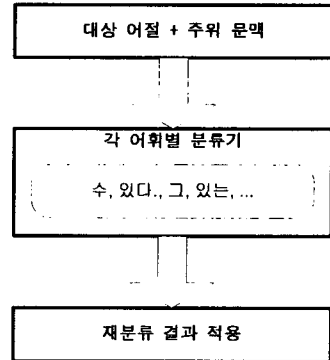 대상 어절 + 주위 문맥
각 어휘별 분류기
수, 있다., 그, 있는, ...
재분류 결과 적용